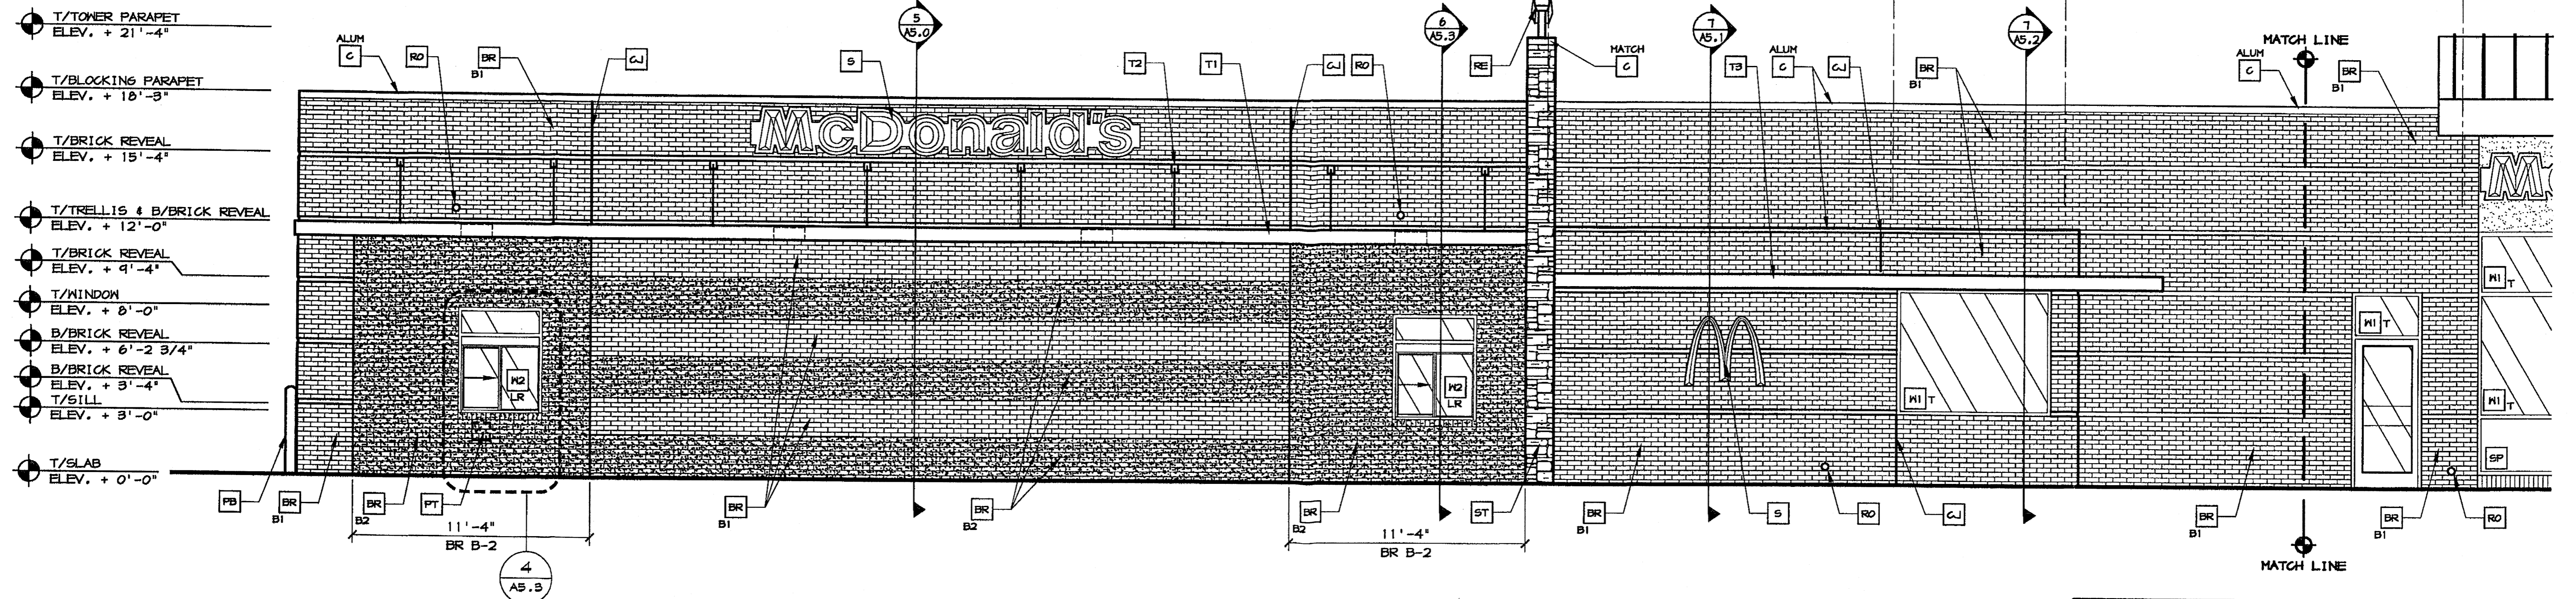 T/TOWER PARAPET
ELEV. + 21'-4"
T/BLOCKING PARAPET
ELEV. + 18'-3"
T/BRICK REVEAL
ELEV. + 15'-4"
T/TRELLIS & B/BRICK REVEAL
ELEV. + 12'-0"
T/BRICK REVEAL
ELEV. + 9'-4"
T/WINDOW
ELEV. + 8'-0"
B/BRICK REVEAL
ELEV. + 6'-2 3/4"
B/BRICK REVEAL
ELEV. + 3'-4"
T/SILL
ELEV. + 3'-0"
T/SLAB
ELEV. + 0'-0"
ALUM
C
RO
BR
B1
CJ
S
5
A5.0
T2
T1
CJ
RO
6
A5.3
RE
MATCH
C
7
A5.1
T3
ALUM
C
CJ
BR
B1
7
A5.2
ALUM
C
MATCH LINE
BR
B1
McDonald's
M
W1 T
W1 T
W2
LR
W2
LR
W1 T
W1 T
SP
PB
BR
B1
BR
B2
PT
BR
B1
BR
B2
BR
B2
ST
BR
B1
S
RO
CJ
BR
B1
BR
B1
RO
11'-4"
BR B-2
11'-4"
BR B-2
4
A5.3
MATCH LINE